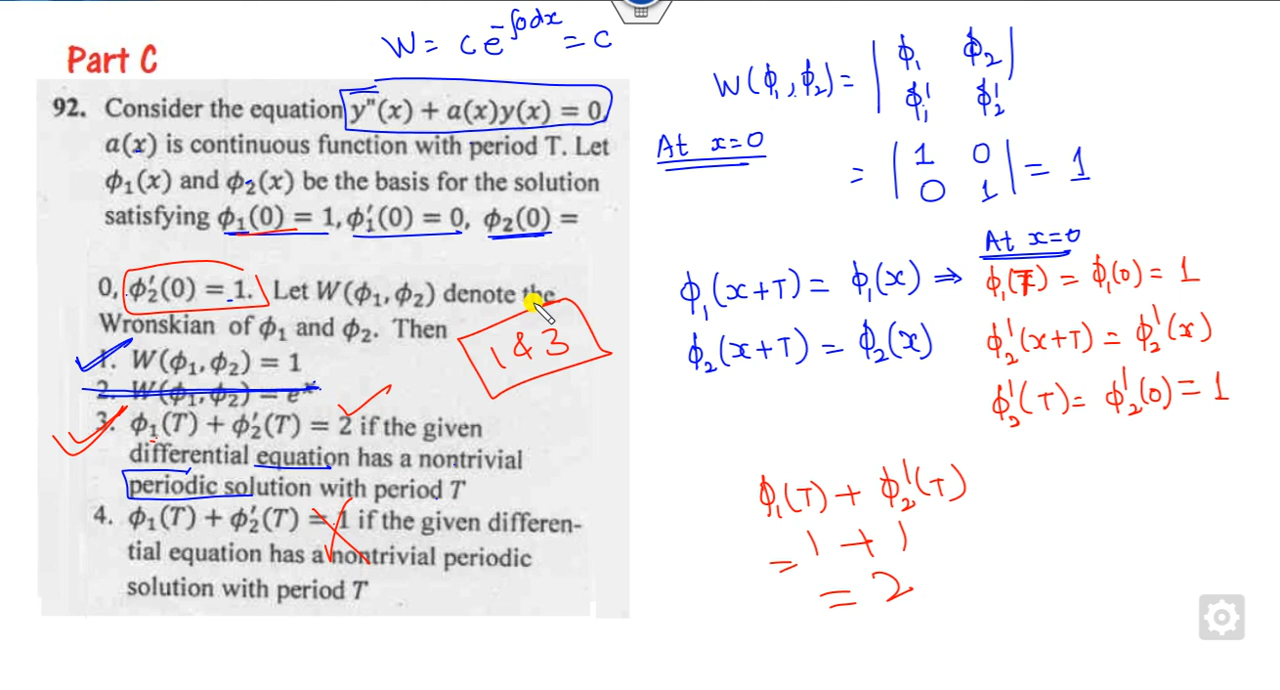 W = c e^{-∫0dx} = c
Part C
92. Consider the equation y"(x) + a(x)y(x) = 0,
a(x) is continuous function with period T. Let
ϕ₁(x) and ϕ₂(x) be the basis for the solution
satisfying ϕ₁(0) = 1, ϕ₁′(0) = 0, ϕ₂(0) =
0, ϕ₂′(0) = 1. Let W(ϕ₁, ϕ₂) denote the
Wronskian of ϕ₁ and ϕ₂. Then
1. W(ϕ₁, ϕ₂) = 1
2. W(ϕ₁, ϕ₂) = eˣ
3. ϕ₁(T) + ϕ₂′(T) = 2 if the given
differential equation has a nontrivial
periodic solution with period T
4. ϕ₁(T) + ϕ₂′(T) = 1 if the given differen-
tial equation has a nontrivial periodic
solution with period T
1 & 3
W(ϕ₁, ϕ₂) = | ϕ₁ ϕ₂ |
| ϕ₁′ ϕ₂′ |
At x=0
= | 1 0 |
| 0 1 | = 1
At x=0
ϕ₁(x+T) = ϕ₁(x) ⇒ ϕ₁(T) = ϕ₁(0) = 1
ϕ₂(x+T) = ϕ₂(x) ϕ₂′(x+T) = ϕ₂′(x)
ϕ₂′(T) = ϕ₂′(0) = 1
ϕ₁(T) + ϕ₂′(T)
= 1 + 1
= 2